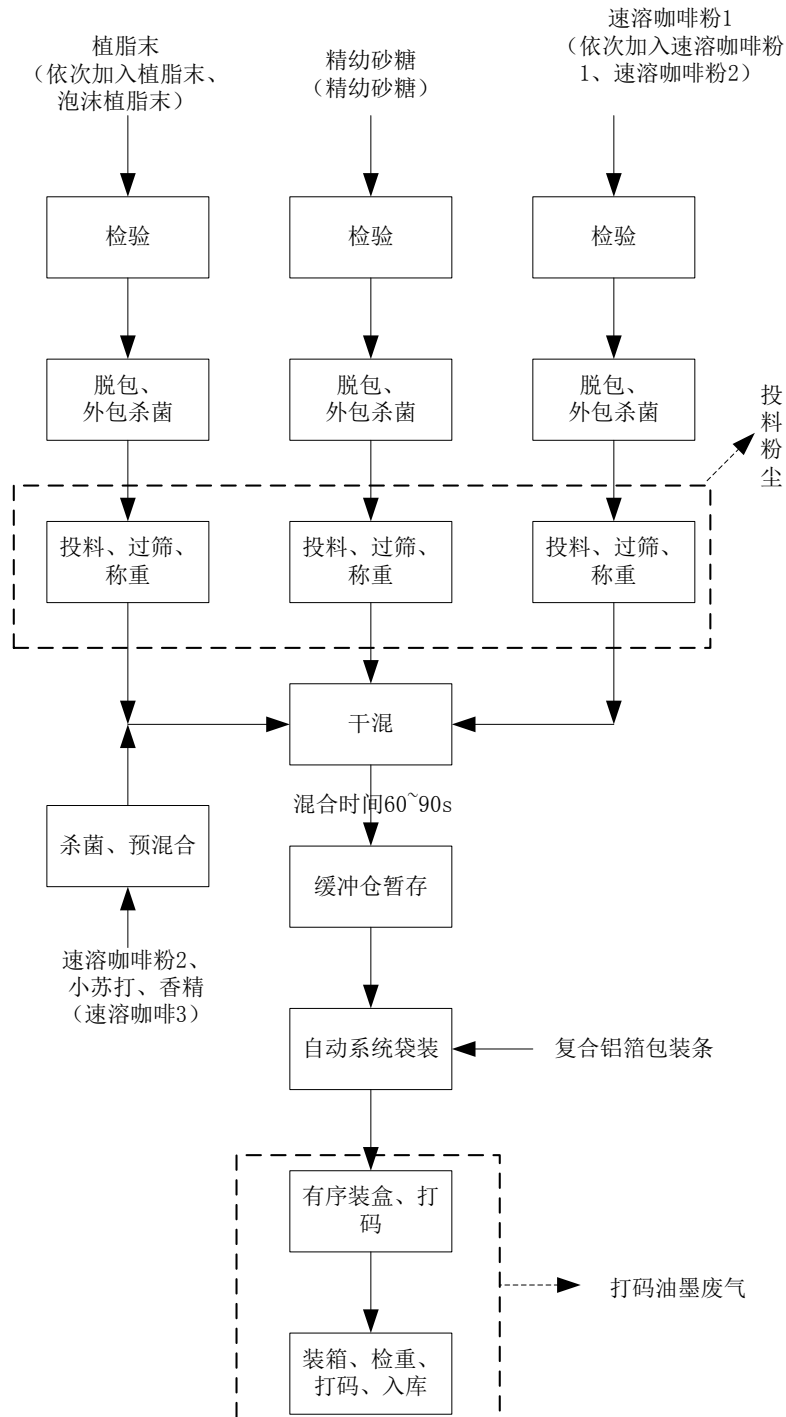 植脂末
（依次加入植脂末、
泡沫植脂末）
精幼砂糖
（精幼砂糖）
速溶咖啡粉1
（依次加入速溶咖啡粉
1、速溶咖啡粉2）
检验
检验
检验
脱包、
外包杀菌
脱包、
外包杀菌
脱包、
外包杀菌
投
料
粉
尘
投料、过筛、
称重
投料、过筛、
称重
投料、过筛、
称重
干混
混合时间60~90s
杀菌、预混合
缓冲仓暂存
速溶咖啡粉2、
小苏打、香精
（速溶咖啡3）
自动系统袋装
复合铝箔包装条
有序装盒、打
码
打码油墨废气
装箱、检重、
打码、入库